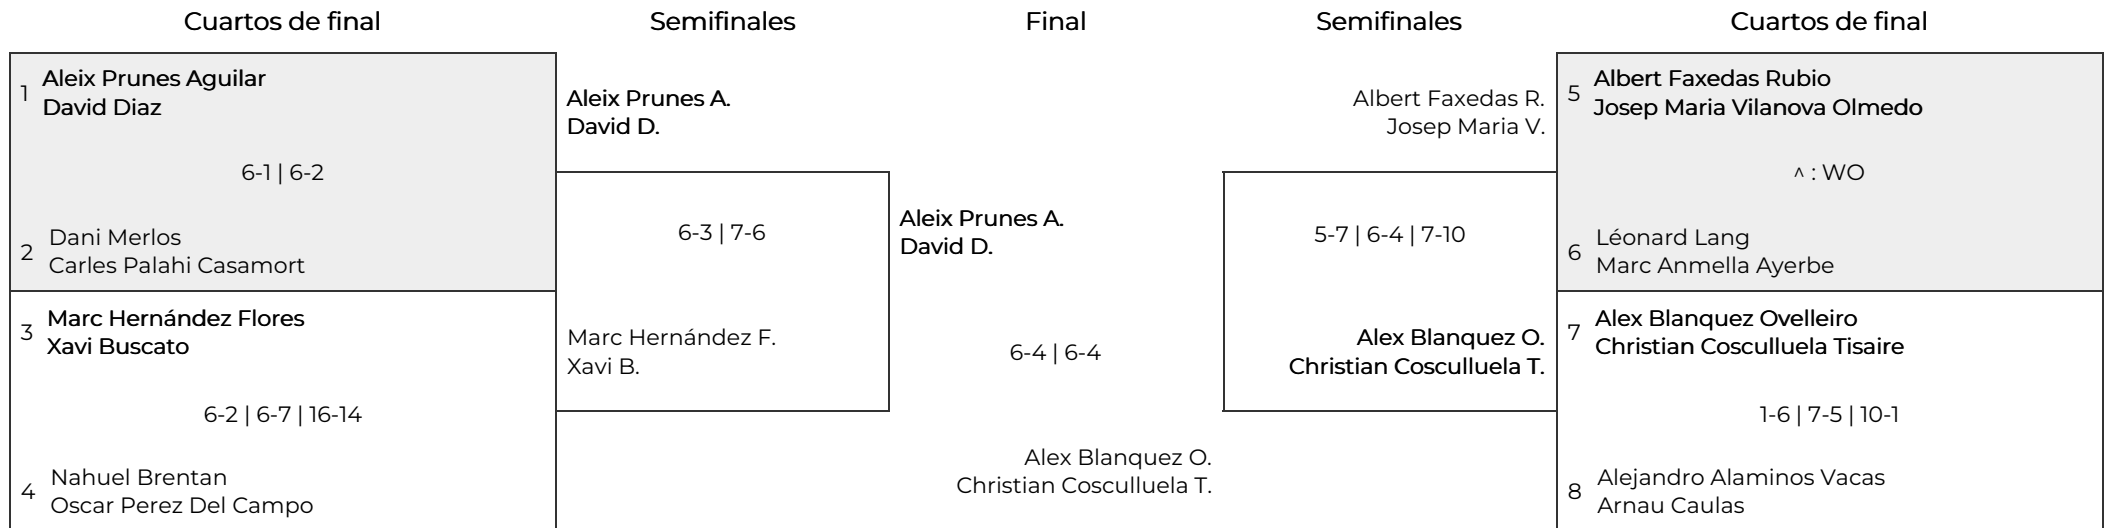 Cuartos de final
Semifinales
Final
Semifinales
Cuartos de final
1
Aleix Prunes Aguilar
David Diaz
6-1 | 6-2
2
Dani Merlos
Carles Palahi Casamort
3
Marc Hernández Flores
Xavi Buscato
6-2 | 6-7 | 16-14
4
Nahuel Brentan
Oscar Perez Del Campo
Aleix Prunes A.
David D.
6-3 | 7-6
Marc Hernández F.
Xavi B.
Aleix Prunes A.
David D.
6-4 | 6-4
Alex Blanquez O.
Christian Cosculluela T.
Albert Faxedas R.
Josep Maria V.
5-7 | 6-4 | 7-10
Alex Blanquez O.
Christian Cosculluela T.
5
Albert Faxedas Rubio
Josep Maria Vilanova Olmedo
^ : WO
6
Léonard Lang
Marc Anmella Ayerbe
7
Alex Blanquez Ovelleiro
Christian Cosculluela Tisaire
1-6 | 7-5 | 10-1
8
Alejandro Alaminos Vacas
Arnau Caulas